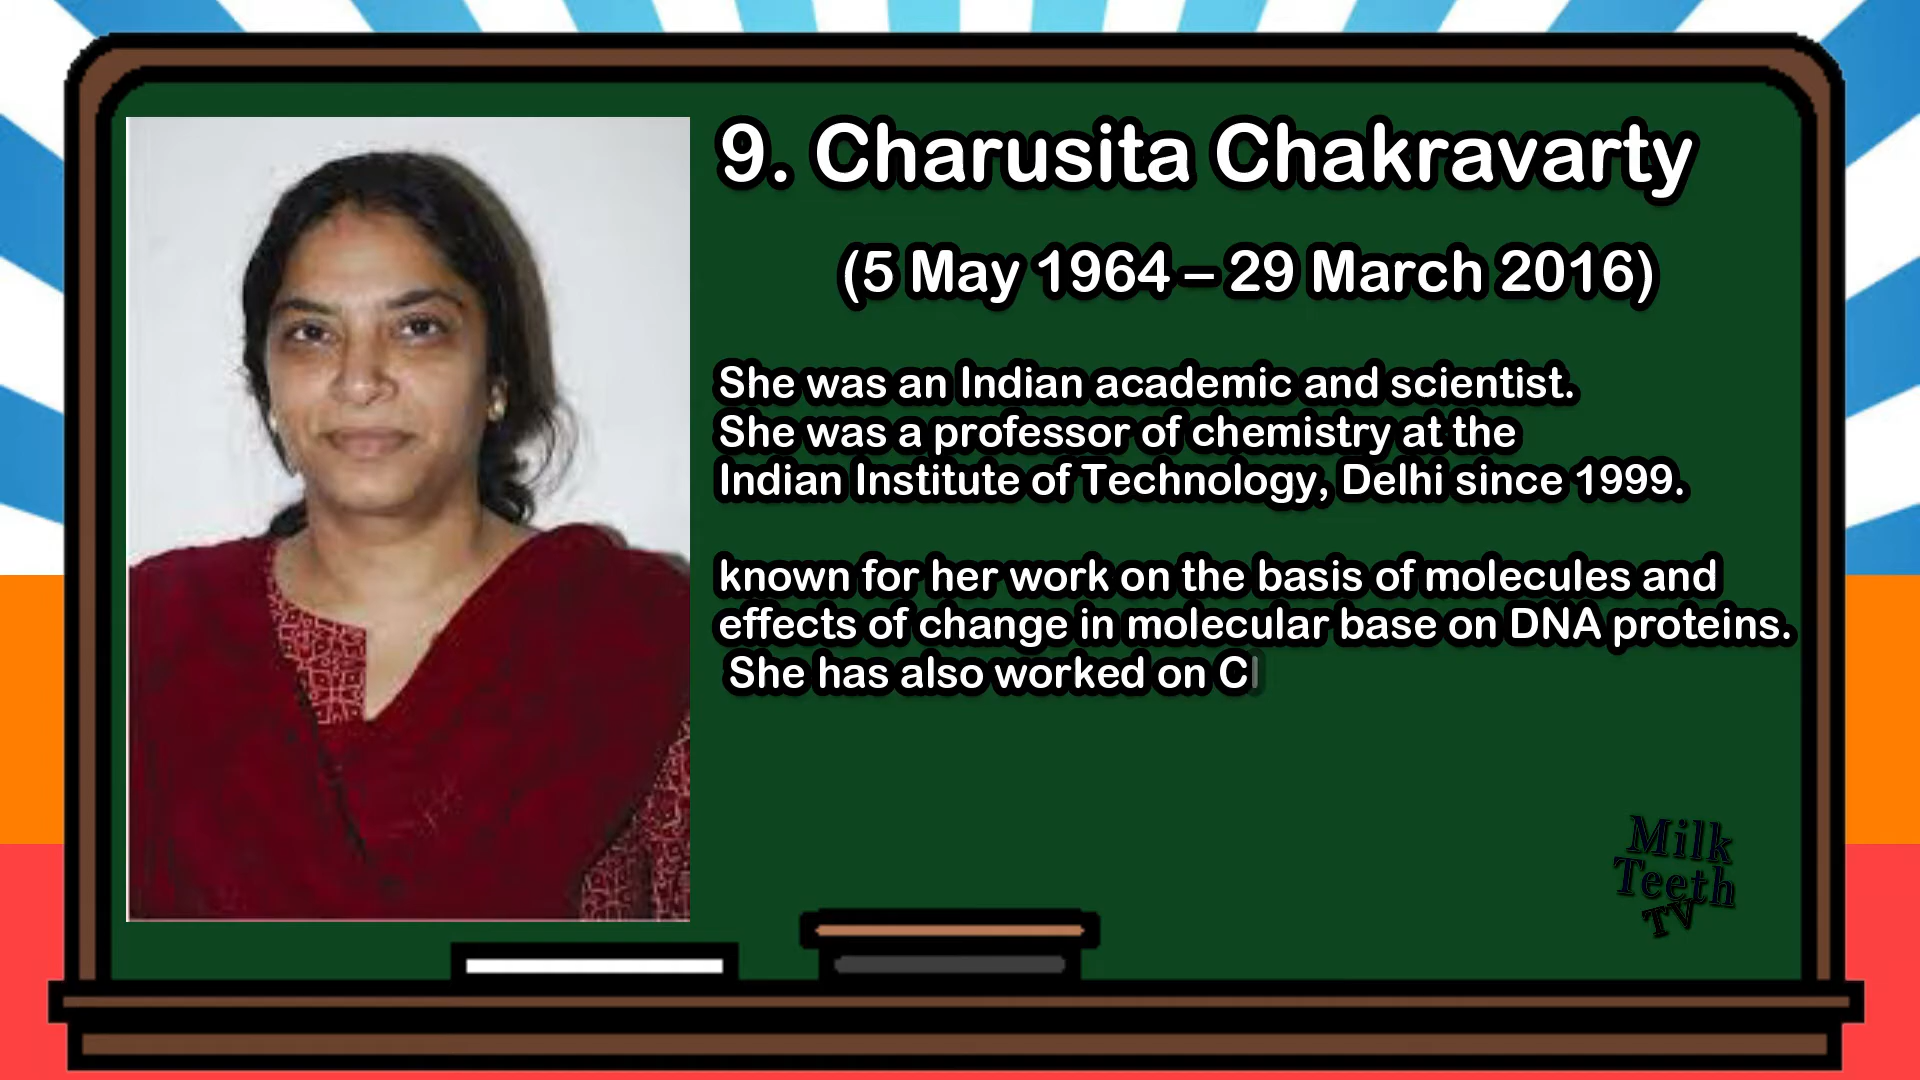 9. Charusita Chakravarty
(5 May 1964 – 29 March 2016)
She was an Indian academic and scientist.
She was a professor of chemistry at the
Indian Institute of Technology, Delhi since 1999.
known for her work on the basis of molecules and
effects of change in molecular base on DNA proteins.
She has also worked on C
Milk
Teeth
TV